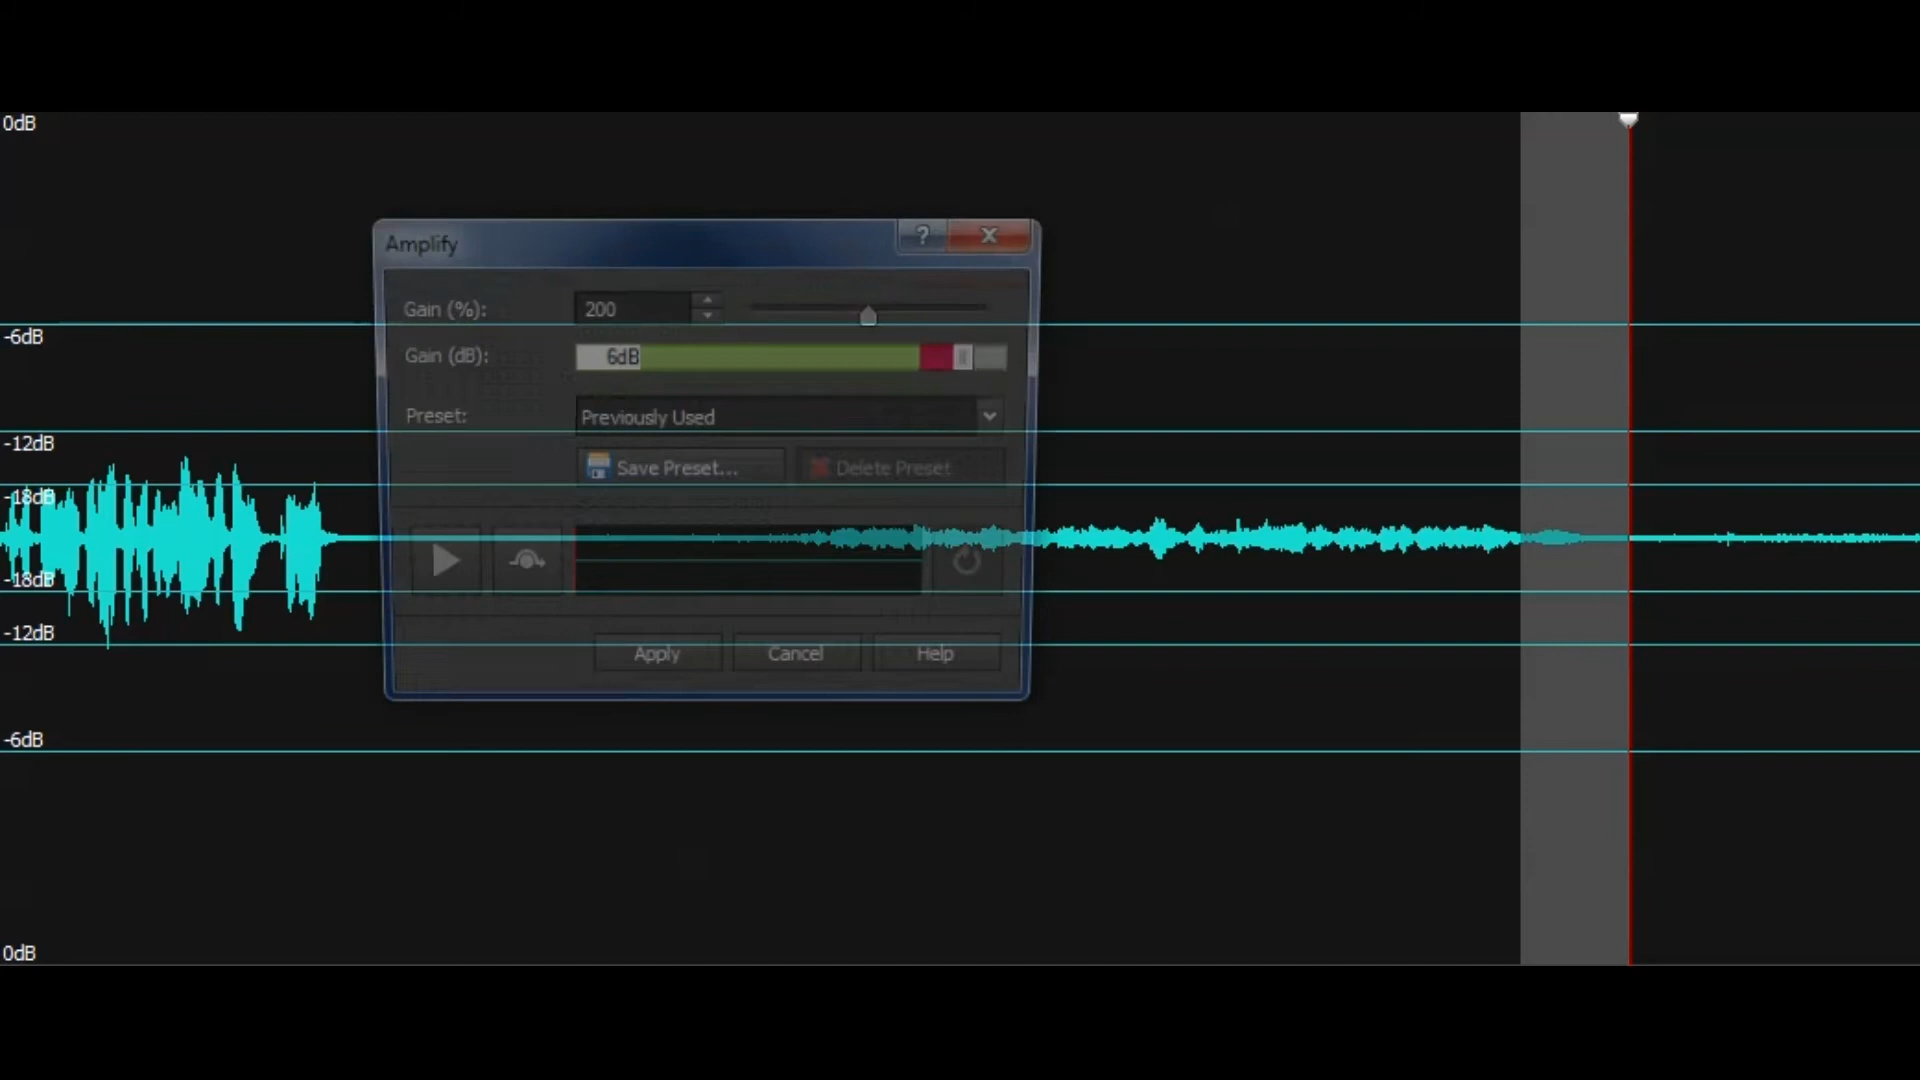 0dB
Amplify
?
Gain (%): 200
-6dB
Gain (dB): 6dB
Preset: Previously Used
-12dB
Save Preset... Delete Preset
-18dB
-18dB
-12dB
Apply Cancel Help
-6dB
0dB